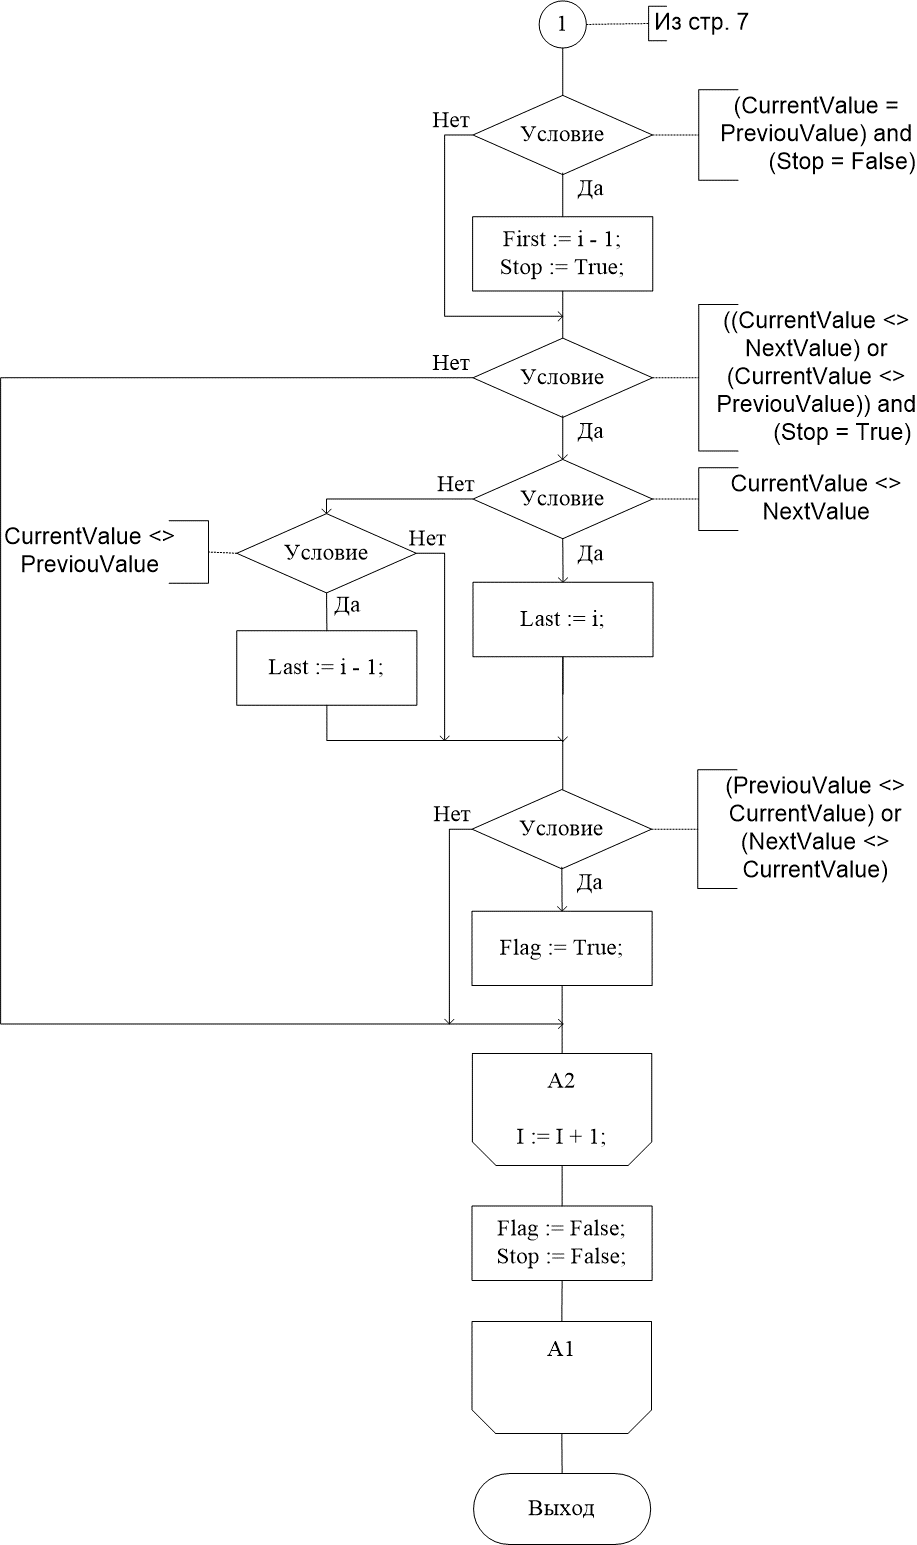 1
Из стр. 7
Нет
Условие
(CurrentValue =
PreviouValue) and
(Stop = False)
Да
First := i - 1;
Stop := True;
Нет
Условие
((CurrentValue <>
NextValue) or
(CurrentValue <>
PreviouValue)) and
(Stop = True)
Да
Нет
Условие
CurrentValue <>
NextValue
CurrentValue <>
PreviouValue
Условие
Нет
Да
Да
Last := i;
Last := i - 1;
Нет
Условие
(PreviouValue <>
CurrentValue) or
(NextValue <>
CurrentValue)
Да
Flag := True;
A2
I := I + 1;
Flag := False;
Stop := False;
A1
Выход